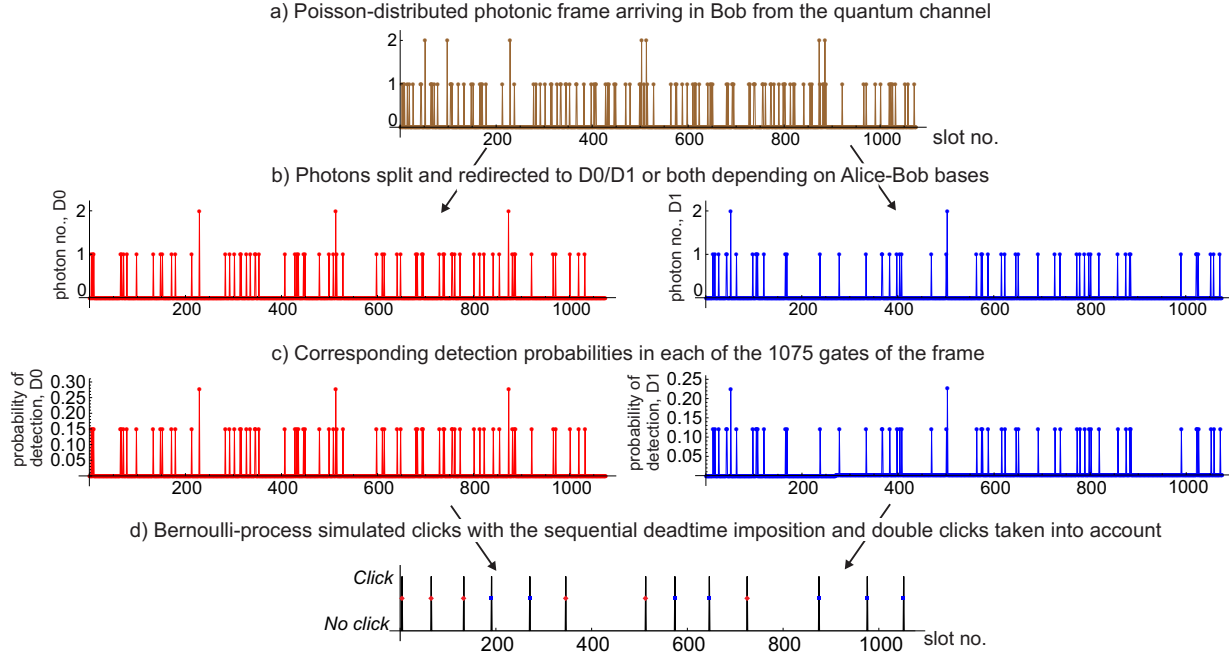 a) Poisson-distributed photonic frame arriving in Bob from the quantum channel
2
1
0
200 400 600 800 1000 slot no.
b) Photons split and redirected to D0/D1 or both depending on Alice-Bob bases
photon no., D0
2
1
0
200 400 600 800 1000
photon no., D1
2
1
0
200 400 600 800 1000
c) Corresponding detection probabilities in each of the 1075 gates of the frame
probability of
detection, D0
0.30
0.25
0.20
0.15
0.10
0.05
200 400 600 800 1000
probability of
detection, D1
0.25
0.20
0.15
0.10
0.05
200 400 600 800 1000
d) Bernoulli-process simulated clicks with the sequential deadtime imposition and double clicks taken into account
Click
No click
200 400 600 800 1000 slot no.